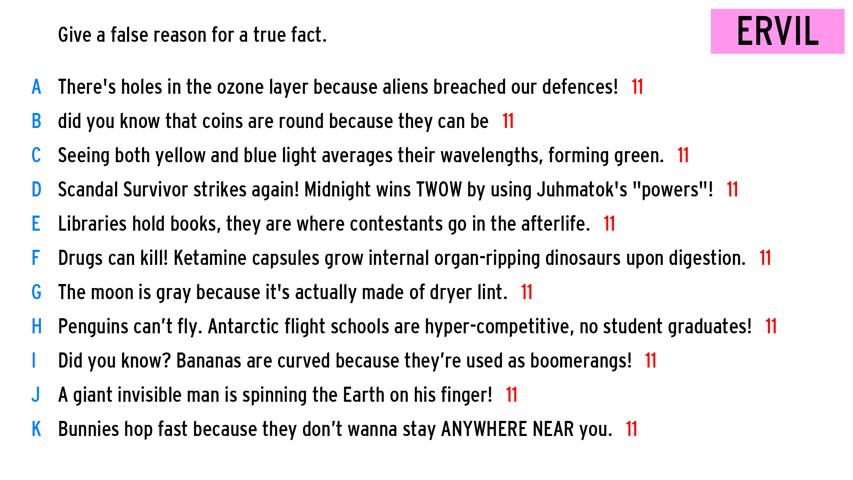 Give a false reason for a true fact.
ERVIL
A There's holes in the ozone layer because aliens breached our defences! 11
B did you know that coins are round because they can be 11
C Seeing both yellow and blue light averages their wavelengths, forming green. 11
D Scandal Survivor strikes again! Midnight wins TWOW by using Juhmatok's "powers"! 11
E Libraries hold books, they are where contestants go in the afterlife. 11
F Drugs can kill! Ketamine capsules grow internal organ-ripping dinosaurs upon digestion. 11
G The moon is gray because it's actually made of dryer lint. 11
H Penguins can’t fly. Antarctic flight schools are hyper-competitive, no student graduates! 11
I Did you know? Bananas are curved because they’re used as boomerangs! 11
J A giant invisible man is spinning the Earth on his finger! 11
K Bunnies hop fast because they don’t wanna stay ANYWHERE NEAR you. 11